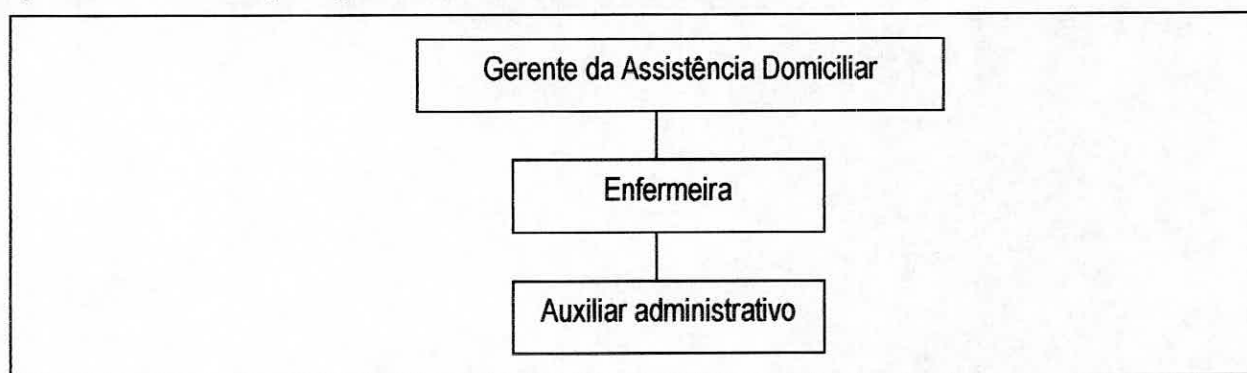 Gerente da Assistência Domiciliar
Enfermeira
Auxiliar administrativo